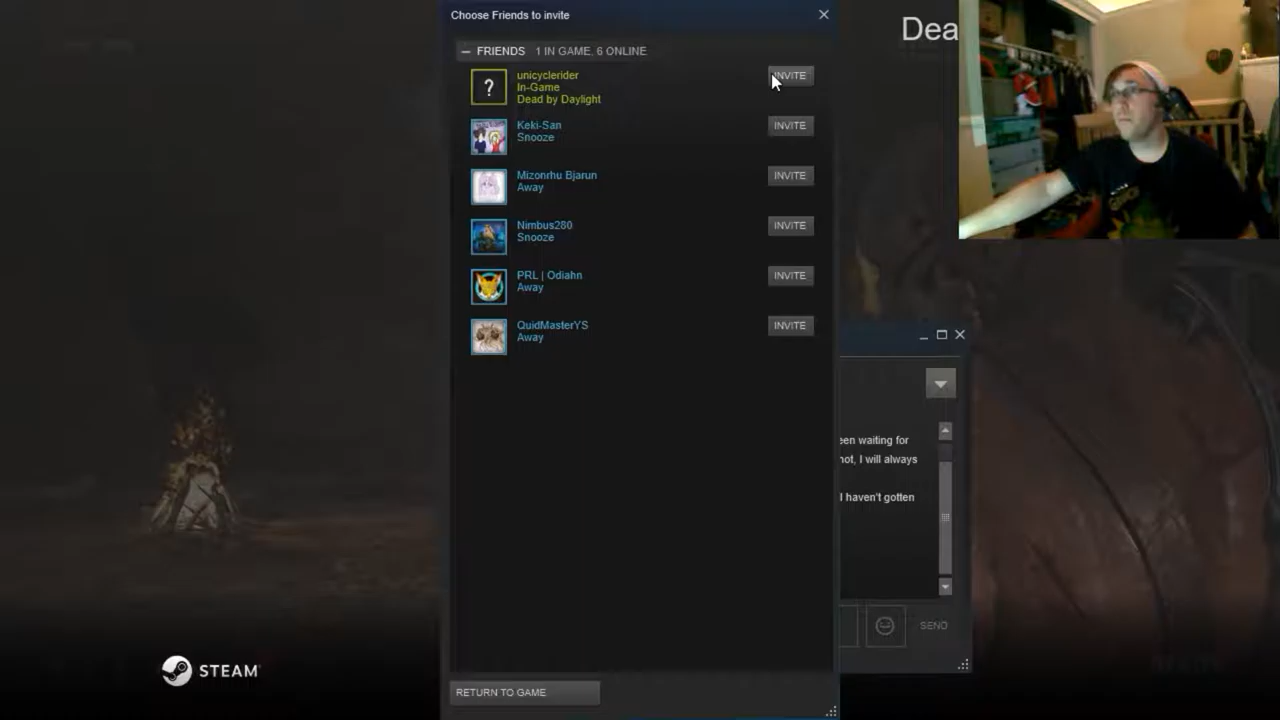 Choose Friends to invite
Dea
FRIENDS 1 IN GAME, 6 ONLINE
unicyclerider
INVITE
In-Game
Dead by Daylight
?
Keki-San
INVITE
Snooze
Mizonrhu Bjarun
INVITE
Away
Nimbus280
INVITE
Snooze
PRL | Odiahn
INVITE
Away
QuidMasterYS
INVITE
Away
een waiting for
not, I will always
I haven't gotten
SEND
STEAM
RETURN TO GAME